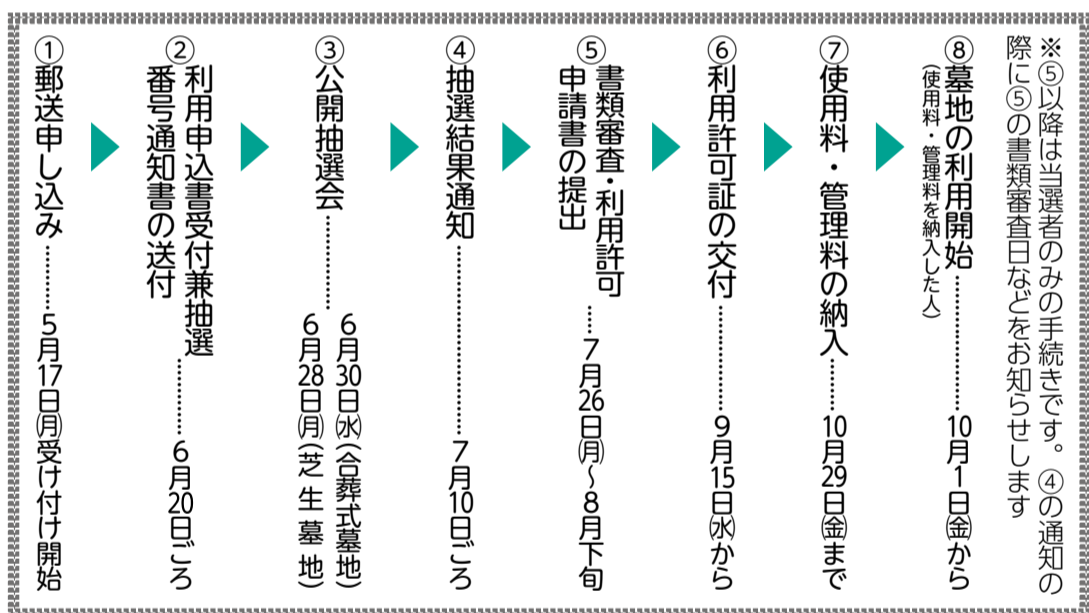 ①郵送申し込み………5月17日㈪受け付け開始
②利用申込書受付兼抽選
番号通知書の送付………6月20日ごろ
③公開抽選会………6月30日㈬(合葬式墓地)
6月28日㈪(芝生墓地)
④抽選結果通知………7月10日ごろ
⑤書類審査・利用許可
申請書の提出……7月26日㈪～8月下旬
⑥利用許可証の交付………9月15日㈬から
⑦使用料・管理料の納入………10月29日㈮まで
⑧墓地の利用開始………10月1日㈮から
(使用料・管理料を納入した人)
※⑤以降は当選者のみの手続きです。④の通知の
際に⑤の書類審査日などをお知らせします